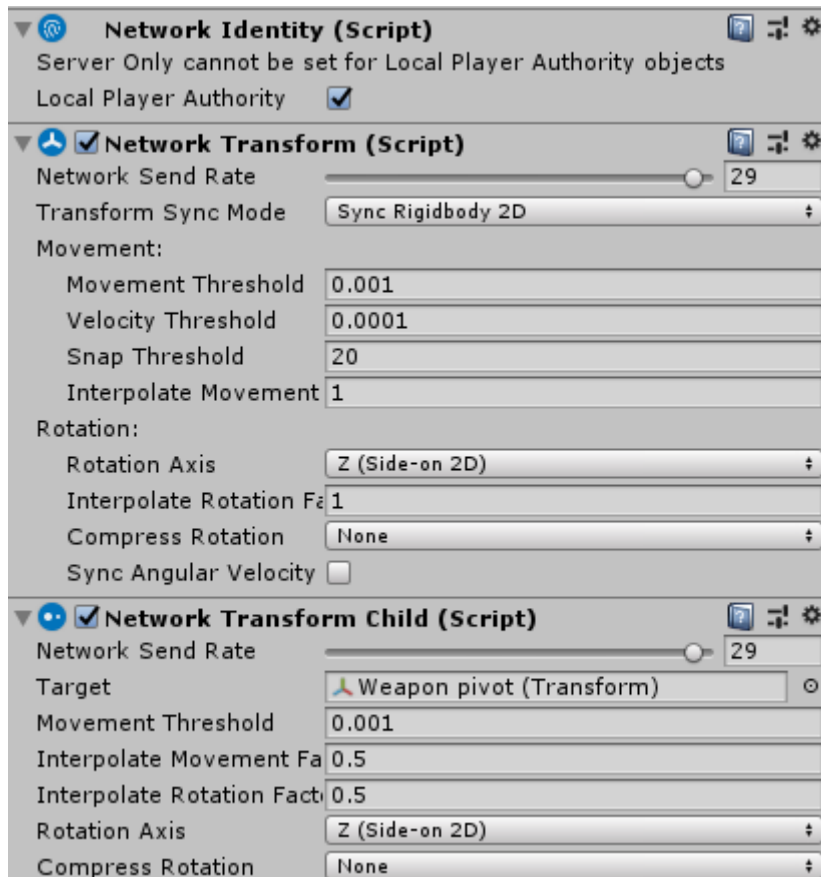 Network Identity (Script)
Server Only cannot be set for Local Player Authority objects
Local Player Authority
Network Transform (Script)
Network Send Rate 29
Transform Sync Mode Sync Rigidbody 2D
Movement:
Movement Threshold 0.001
Velocity Threshold 0.0001
Snap Threshold 20
Interpolate Movement 1
Rotation:
Rotation Axis Z (Side-on 2D)
Interpolate Rotation Fa 1
Compress Rotation None
Sync Angular Velocity
Network Transform Child (Script)
Network Send Rate 29
Target Weapon pivot (Transform)
Movement Threshold 0.001
Interpolate Movement Fa 0.5
Interpolate Rotation Facto 0.5
Rotation Axis Z (Side-on 2D)
Compress Rotation None